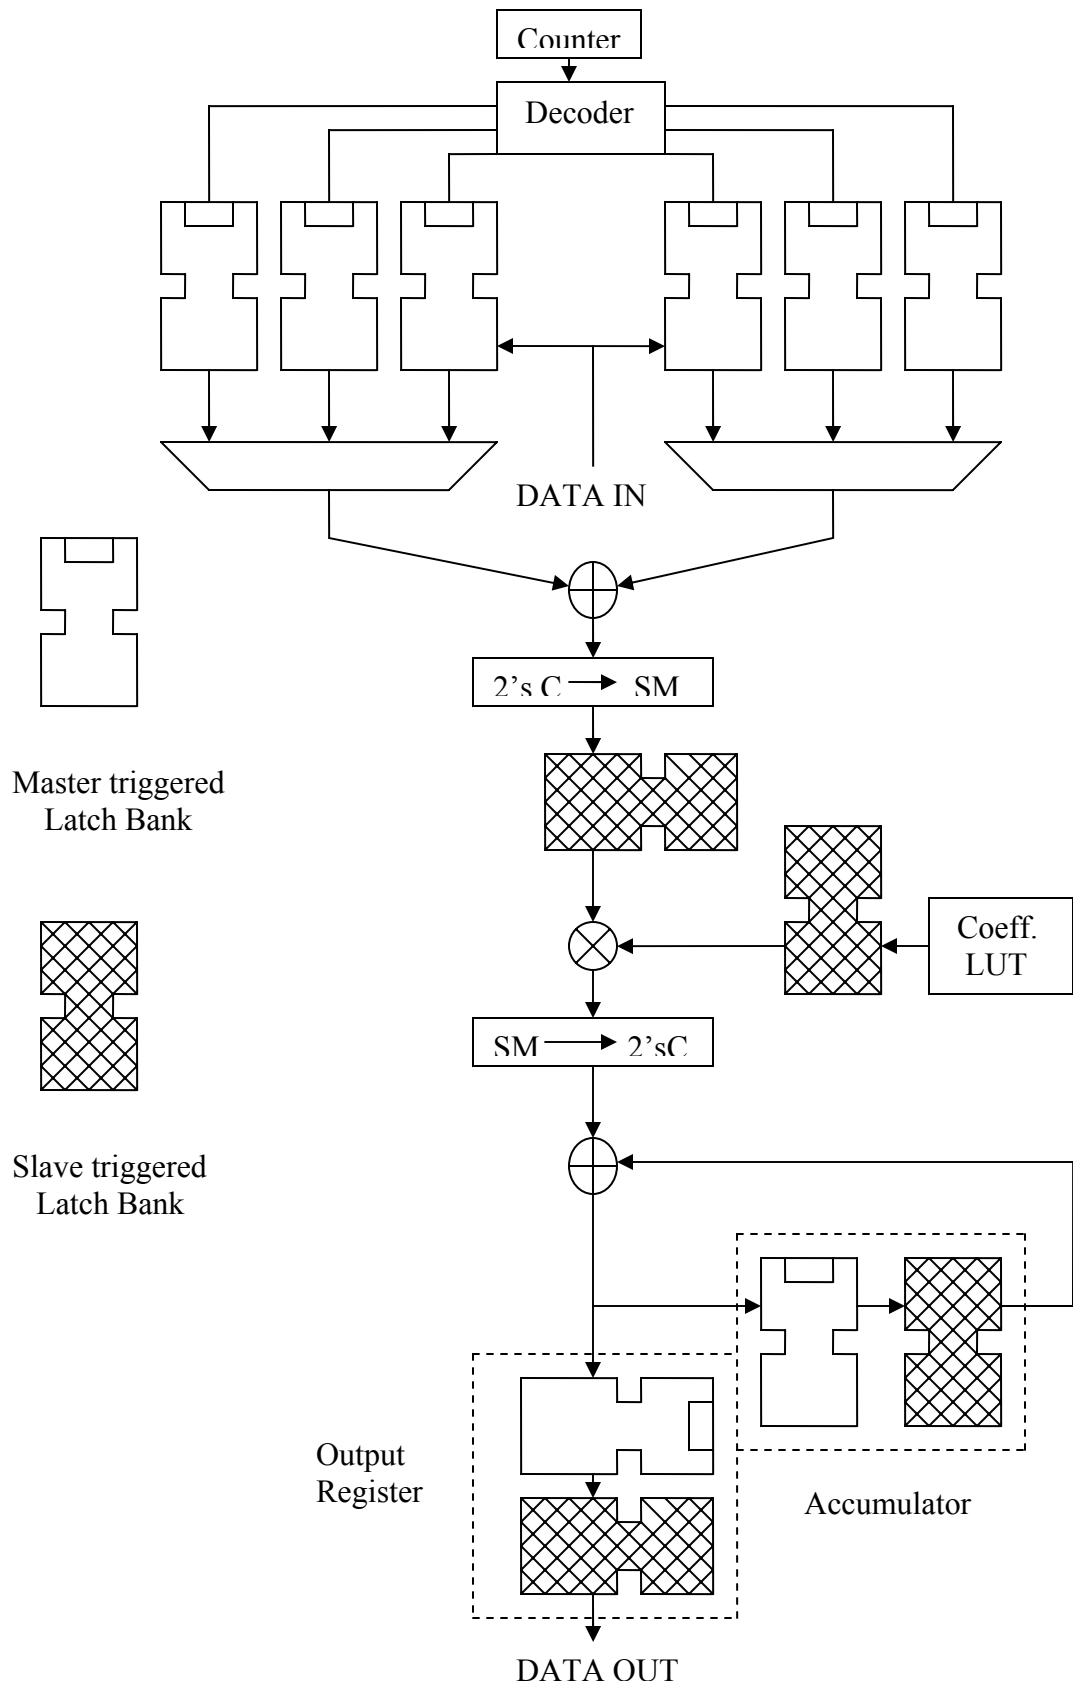 Counter
Decoder
DATA IN
2's C SM
Master triggered
Latch Bank
Coeff.
LUT
SM 2'sC
Slave triggered
Latch Bank
Output
Register
Accumulator
DATA OUT